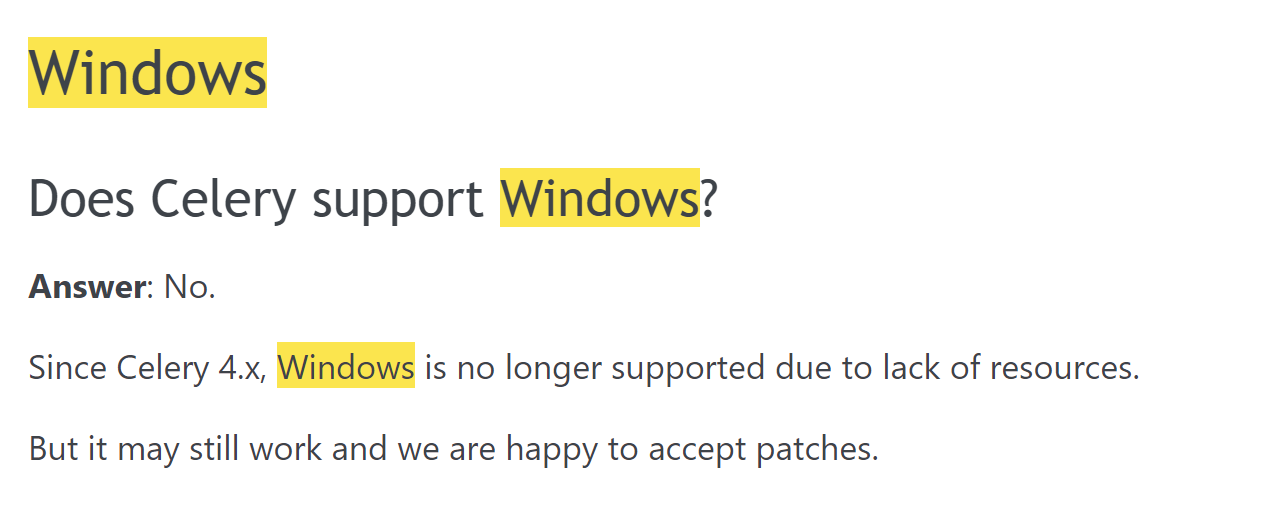 Windows
Does Celery support Windows?
Answer: No.
Since Celery 4.x, Windows is no longer supported due to lack of resources.
But it may still work and we are happy to accept patches.